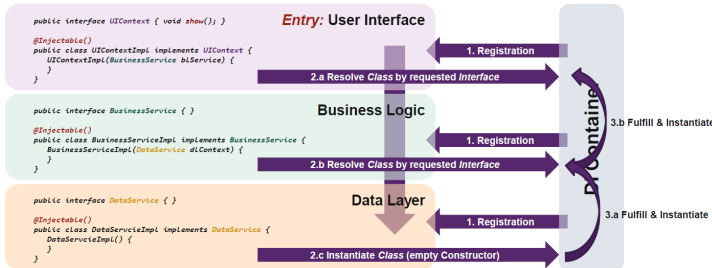 public interface UIContext { void show(); }
Entry: User Interface
@Injectable()
public class UIContextImpl implements UIContext {
UIContextImpl(BusinessService blService) {
}
}
1. Registration
2.a Resolve Class by requested Interface
public interface BusinessService { }
Business Logic
@Injectable()
public class BusinessServiceImpl implements BusinessService {
BusinessServiceImpl(DataService dlContext) {
}
}
1. Registration
2.b Resolve Class by requested Interface
public interface DataService { }
Data Layer
@Injectable()
public class DataServcieImpl implements DataService {
DataServcieImpl() {
}
}
1. Registration
2.c Instantiate Class (empty Constructor)
DI Container
3.b Fulfill & Instantiate
3.a Fulfill & Instantiate